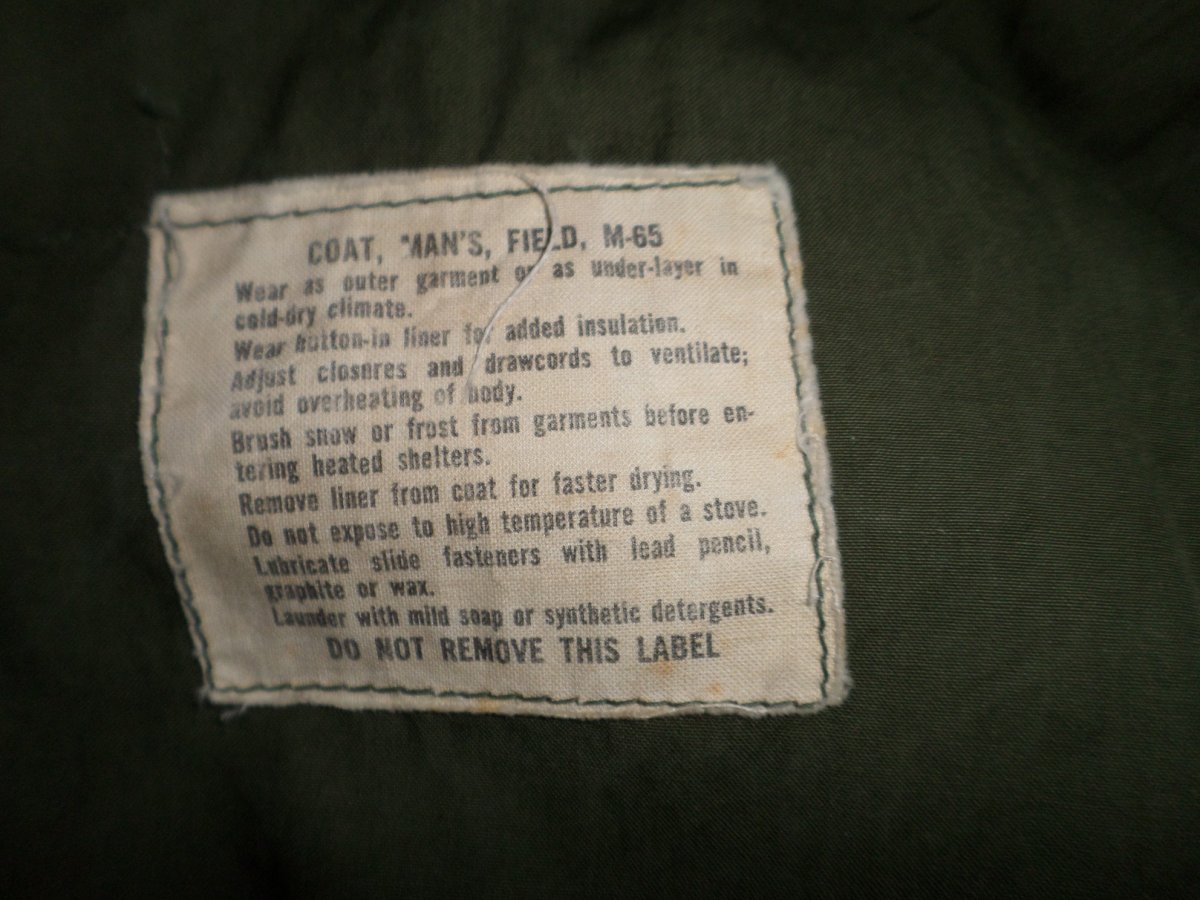 COAT, MAN'S, FIELD, M-65
Wear as outer garment or as under-layer in
cold-dry climate.
Wear button-in liner for added insulation.
Adjust closures and drawcords to ventilate;
avoid overheating of body.
Brush snow or frost from garments before en-
tering heated shelters.
Remove liner from coat for faster drying.
Do not expose to high temperature of a stove.
Lubricate slide fasteners with lead pencil,
graphite or wax.
Launder with mild soap or synthetic detergents.
DO NOT REMOVE THIS LABEL